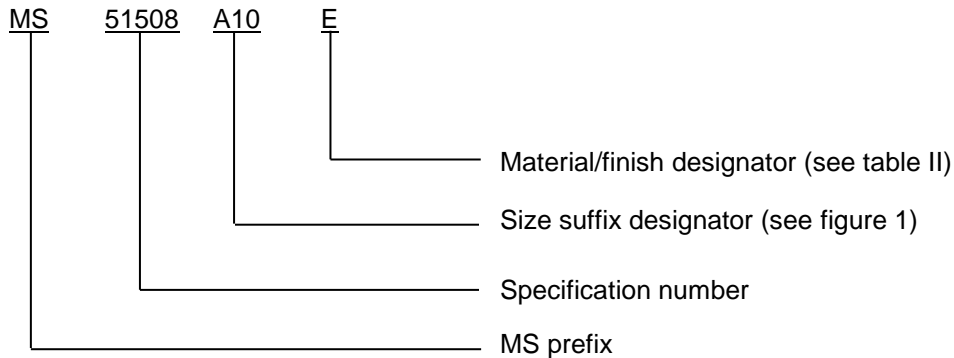 MS 51508 A10 E
Material/finish designator (see table II)
Size suffix designator (see figure 1)
Specification number
MS prefix